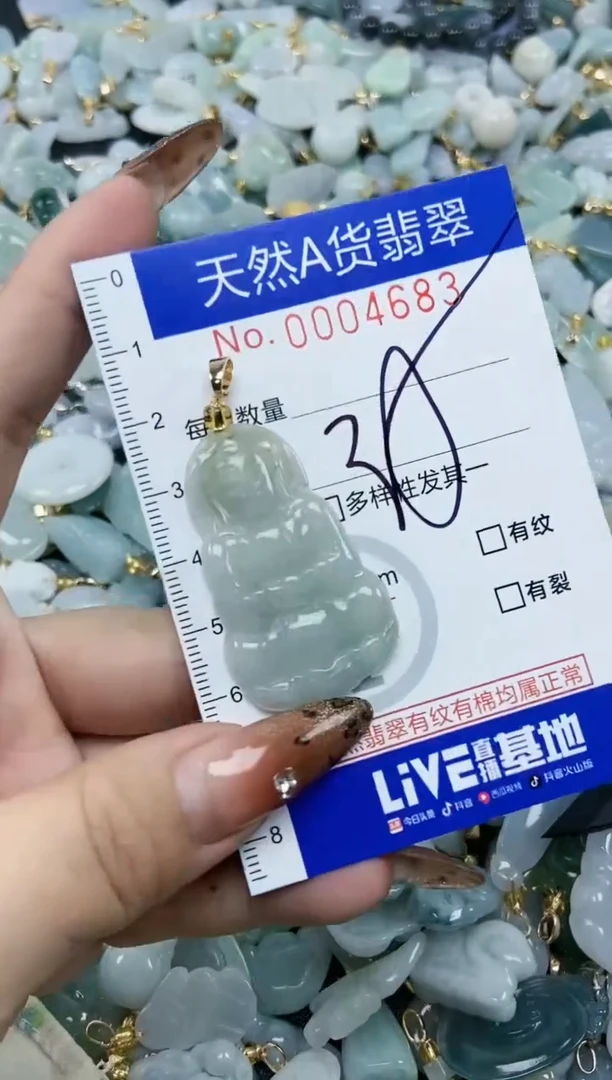 天然A货翡翠
No. 0004683
每 数量
30
多样性发其一
m
有纹
有裂
翡翠有纹有棉均属正常
LiVE直播基地
今日头条 抖音 西瓜视频 抖音火山版
0
1
2
3
4
5
6
8